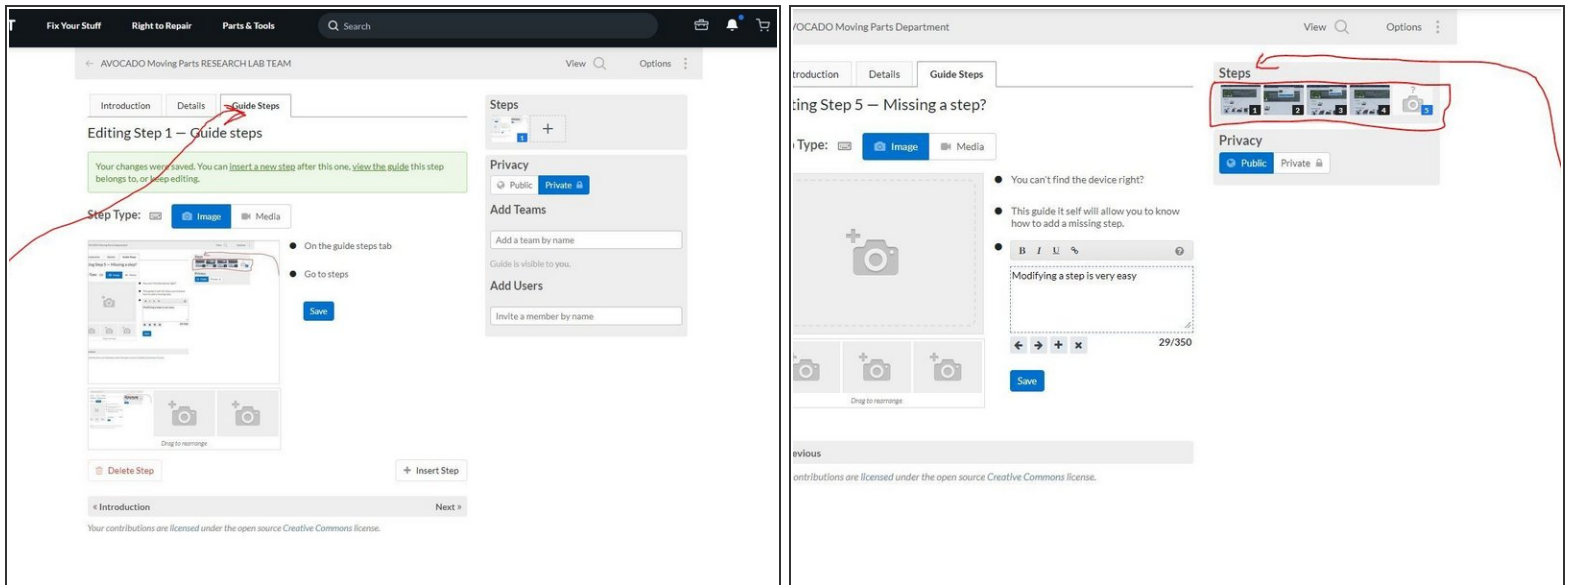 T
Fix Your Stuff
Right to Repair
Parts & Tools
Search
← AVOCADO Moving Parts RESEARCH LAB TEAM
View
Options
Introduction
Details
Guide Steps
Editing Step 1 — Guide steps
Your changes were saved. You can insert a new step after this one, view the guide this step
belongs to, or keep editing.
Step Type:
Image
Media
On the guide steps tab
Go to steps
Save
Drag to rearrange
Delete Step
+ Insert Step
« Introduction
Next »
Your contributions are licensed under the open source Creative Commons license.
Steps
1
+
Privacy
Public
Private
Add Teams
Add a team by name
Guide is visible to you.
Add Users
Invite a member by name
VOCADO Moving Parts Department
View
Options
troduction
Details
Guide Steps
ting Step 5 — Missing a step?
Type:
Image
Media
You can't find the device right?
This guide it self will allow you to know
how to add a missing step.
B I U
Modifying a step is very easy
29/350
Save
Drag to rearrange
evious
ontributions are licensed under the open source Creative Commons license.
Steps
1 2 3 4 ? 5
Privacy
Public
Private